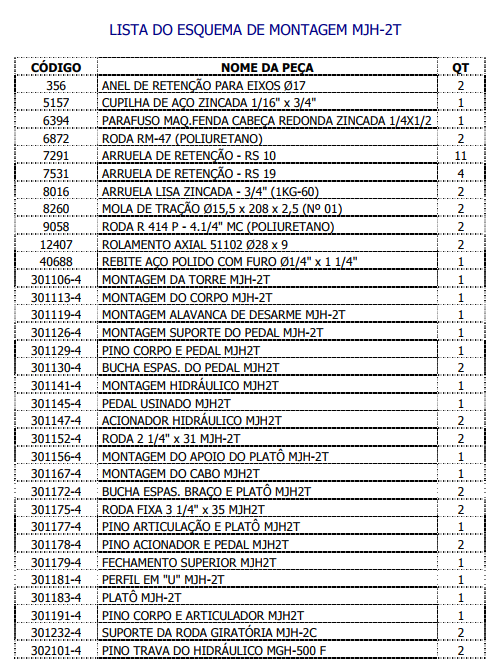 LISTA DO ESQUEMA DE MONTAGEM MJH-2T
CÓDIGO NOME DA PEÇA QT
356 ANEL DE RETENÇÃO PARA EIXOS Ø17 2
5157 CUPILHA DE AÇO ZINCADA 1/16" x 3/4" 1
6394 PARAFUSO MAQ.FENDA CABEÇA REDONDA ZINCADA 1/4X1/2 1
6872 RODA RM-47 (POLIURETANO) 2
7291 ARRUELA DE RETENÇÃO - RS 10 11
7531 ARRUELA DE RETENÇÃO - RS 19 4
8016 ARRUELA LISA ZINCADA - 3/4" (1KG-60) 2
8260 MOLA DE TRAÇÃO Ø15,5 x 208 x 2,5 (Nº 01) 2
9058 RODA R 414 P - 4.1/4" MC (POLIURETANO) 2
12407 ROLAMENTO AXIAL 51102 Ø28 x 9 2
40688 REBITE AÇO POLIDO COM FURO Ø1/4" x 1 1/4" 1
301106-4 MONTAGEM DA TORRE MJH-2T 1
301113-4 MONTAGEM DO CORPO MJH-2T 1
301119-4 MONTAGEM ALAVANCA DE DESARME MJH-2T 1
301126-4 MONTAGEM SUPORTE DO PEDAL MJH-2T 1
301129-4 PINO CORPO E PEDAL MJH2T 1
301130-4 BUCHA ESPAS. DO PEDAL MJH2T 2
301141-4 MONTAGEM HIDRÁULICO MJH2T 1
301145-4 PEDAL USINADO MJH2T 1
301147-4 ACIONADOR HIDRÁULICO MJH2T 2
301152-4 RODA 2 1/4" x 31 MJH-2T 2
301156-4 MONTAGEM DO APOIO DO PLATÔ MJH-2T 1
301167-4 MONTAGEM DO CABO MJH2T 1
301172-4 BUCHA ESPAS. BRAÇO E PLATÔ MJH2T 2
301175-4 RODA FIXA 3 1/4" x 35 MJH2T 2
301177-4 PINO ARTICULAÇÃO E PLATÔ MJH2T 1
301178-4 PINO ACIONADOR E PEDAL MJH2T 2
301179-4 FECHAMENTO SUPERIOR MJH2T 1
301181-4 PERFIL EM "U" MJH-2T 1
301183-4 PLATÔ MJH-2T 1
301191-4 PINO CORPO E ARTICULADOR MJH2T 1
301232-4 SUPORTE DA RODA GIRATÓRIA MJH-2C 2
302101-4 PINO TRAVA DO HIDRÁULICO MGH-500 F 2